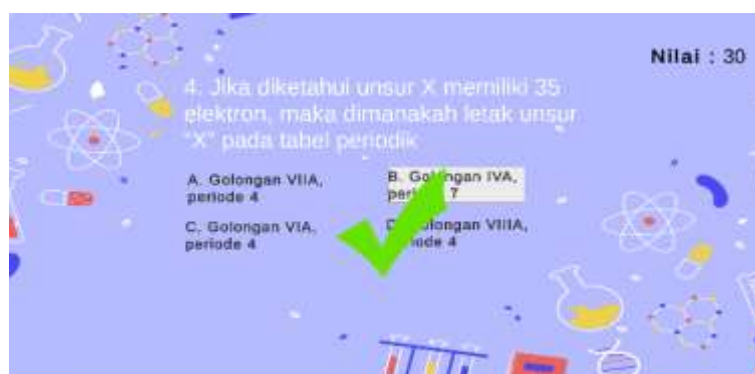 Nilai : 30
4. Jika diketahui unsur X memiliki 35
elektron, maka dimanakah letak unsur
"X" pada tabel periodik
A. Golongan VIIA,
periode 4
B. Golongan IVA,
7
C. Golongan VIA,
periode 4
Golongan VIIIA,
periode 4